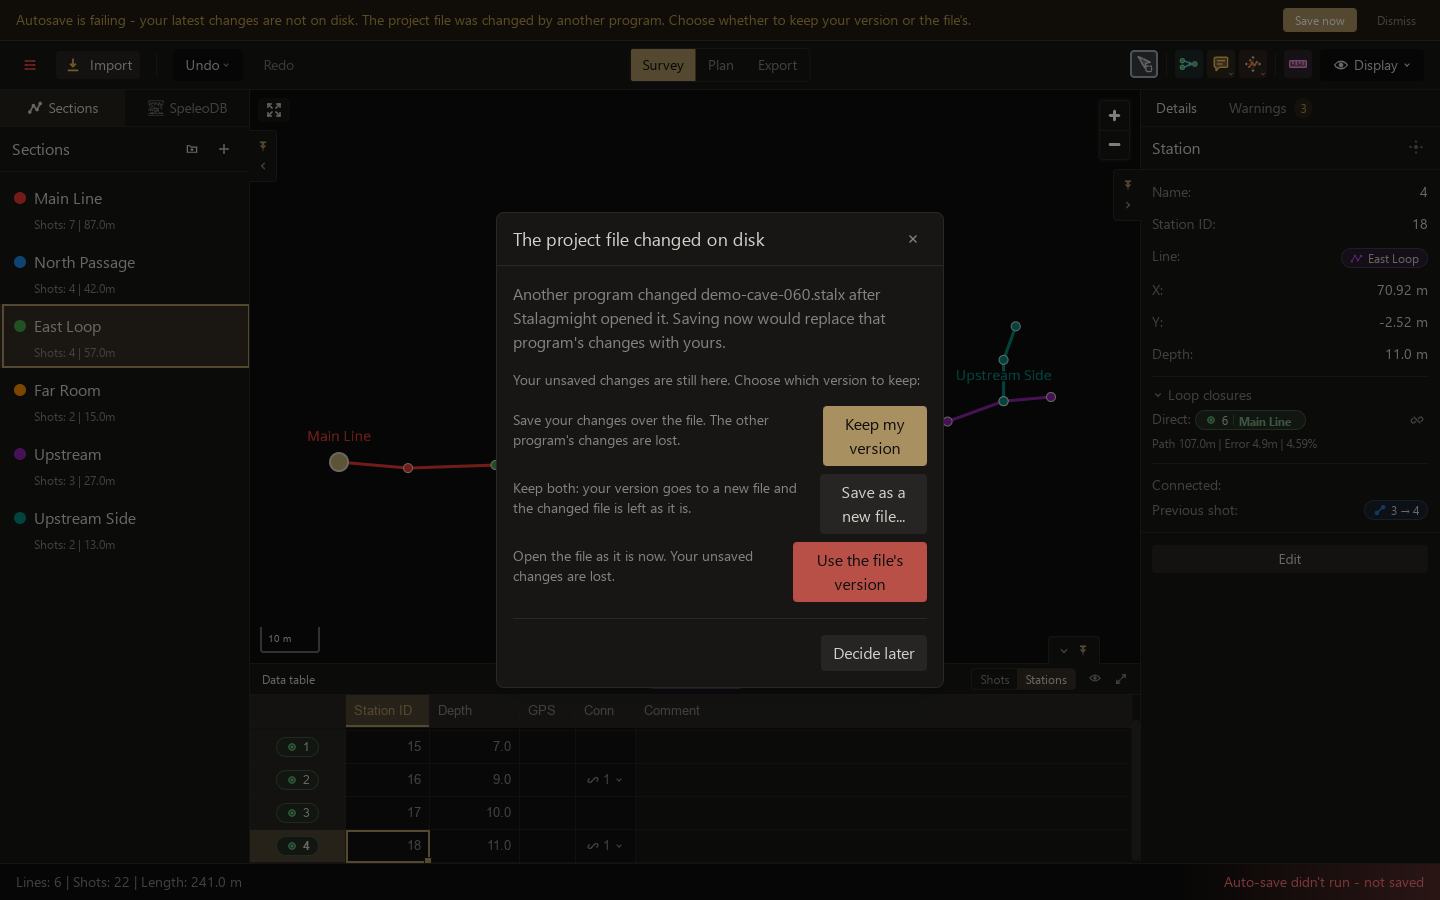 Autosave is failing - your latest changes are not on disk. The project file was changed by another program. Choose whether to keep your version or the file's.
Save now
Dismiss
Import
Undo
Redo
Survey
Plan
Export
Display
Sections
SpeleoDB
Sections
Main Line
Shots: 7 | 87.0m
North Passage
Shots: 4 | 42.0m
East Loop
Shots: 4 | 57.0m
Far Room
Shots: 2 | 15.0m
Upstream
Shots: 3 | 27.0m
Upstream Side
Shots: 2 | 13.0m
Main Line
Upstream Side
10 m
The project file changed on disk
Another program changed demo-cave-060.stalx after
Stalagmight opened it. Saving now would replace that
program's changes with yours.
Your unsaved changes are still here. Choose which version to keep:
Save your changes over the file. The other
program's changes are lost.
Keep my
version
Keep both: your version goes to a new file and
the changed file is left as it is.
Save as a
new file...
Open the file as it is now. Your unsaved
changes are lost.
Use the file's
version
Decide later
Details
Warnings 3
Station
Name: 4
Station ID: 18
Line: East Loop
X: 70.92 m
Y: -2.52 m
Depth: 11.0 m
Loop closures
Direct: 6 | Main Line
Path 107.0m | Error 4.9m | 4.59%
Connected:
Previous shot: 3 → 4
Edit
Data table
Shots
Stations
Station ID Depth GPS Conn Comment
1 15 7.0
2 16 9.0 1
3 17 10.0
4 18 11.0 1
Lines: 6 | Shots: 22 | Length: 241.0 m
Auto-save didn't run - not saved